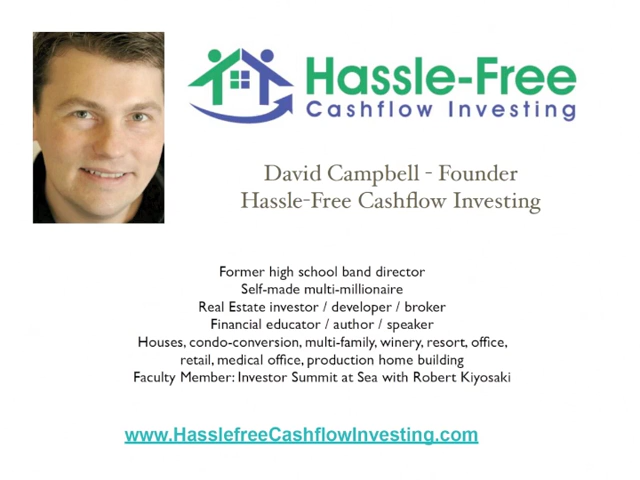 Hassle-Free
Cashflow Investing
David Campbell - Founder
Hassle-Free Cashflow Investing
Former high school band director
Self-made multi-millionaire
Real Estate investor / developer / broker
Financial educator / author / speaker
Houses, condo-conversion, multi-family, winery, resort, office,
retail, medical office, production home building
Faculty Member: Investor Summit at Sea with Robert Kiyosaki
www.HasslefreeCashflowInvesting.com